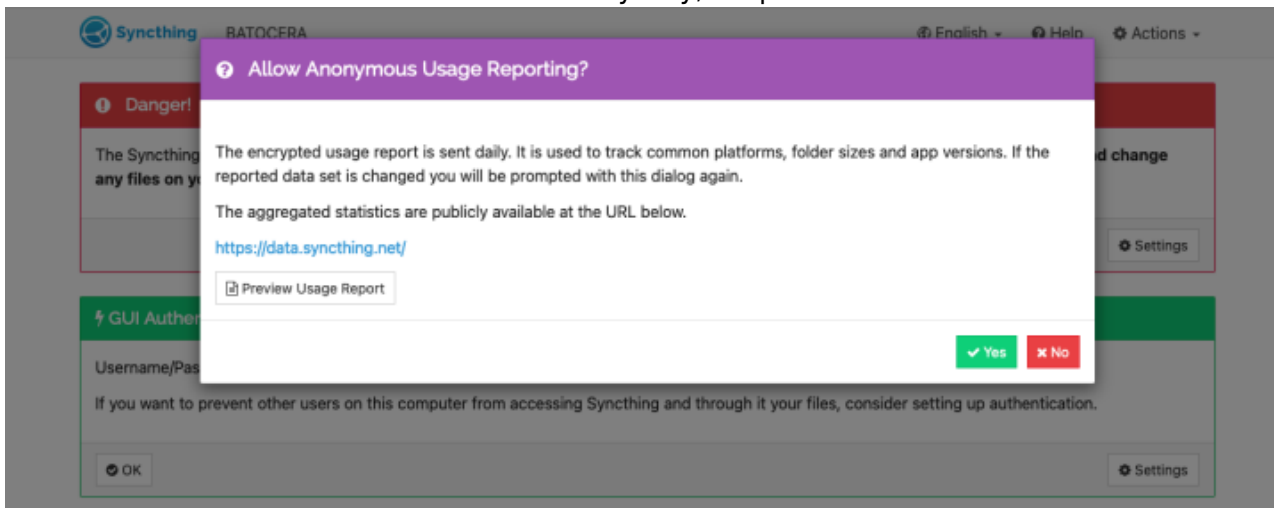 Syncthing BATOCERA English Help Actions
Allow Anonymous Usage Reporting?
Danger!
The encrypted usage report is sent daily. It is used to track common platforms, folder sizes and app versions. If the
reported data set is changed you will be prompted with this dialog again.
The Syncthing
d change
any files on
The aggregated statistics are publicly available at the URL below.
https://data.syncthing.net/
Settings
Preview Usage Report
GUI Authen
Yes No
Username/Pas
If you want to prevent other users on this computer from accessing Syncthing and through it your files, consider setting up authentication.
OK Settings